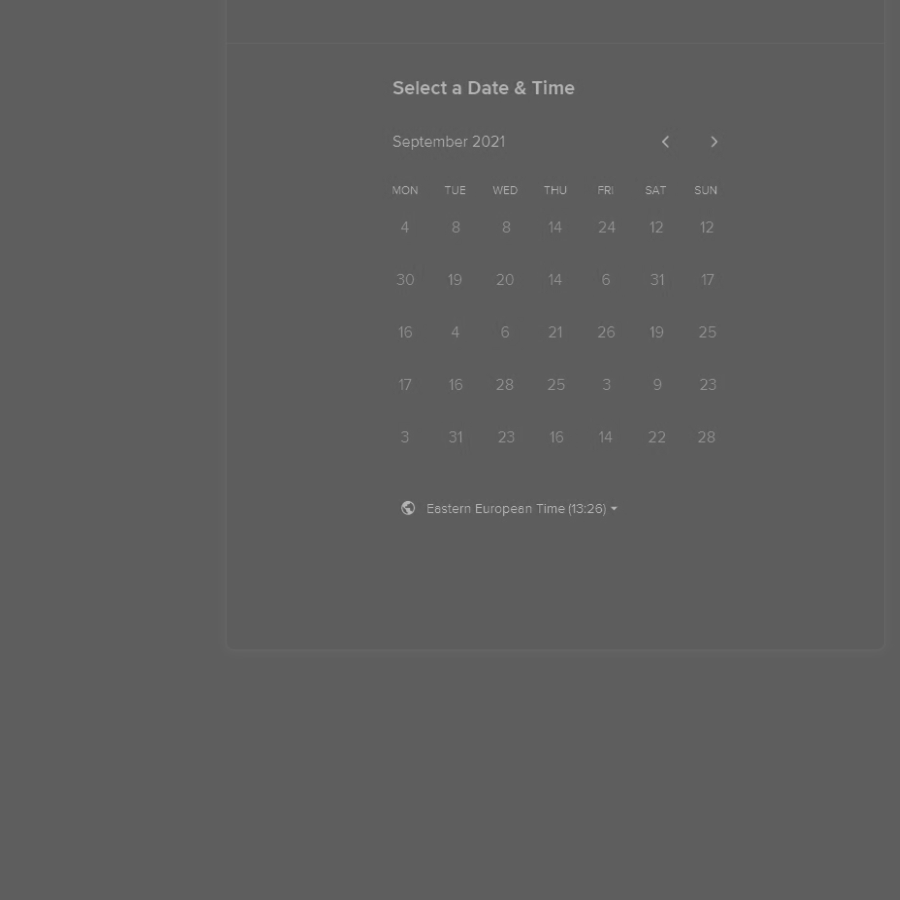 Select a Date & Time
September 2021
MON TUE WED THU FRI SAT SUN
4 8 8 14 24 12 12
30 19 20 14 6 31 17
16 4 6 21 26 19 25
17 16 28 25 3 9 23
3 31 23 16 14 22 28
Eastern European Time (13:26)